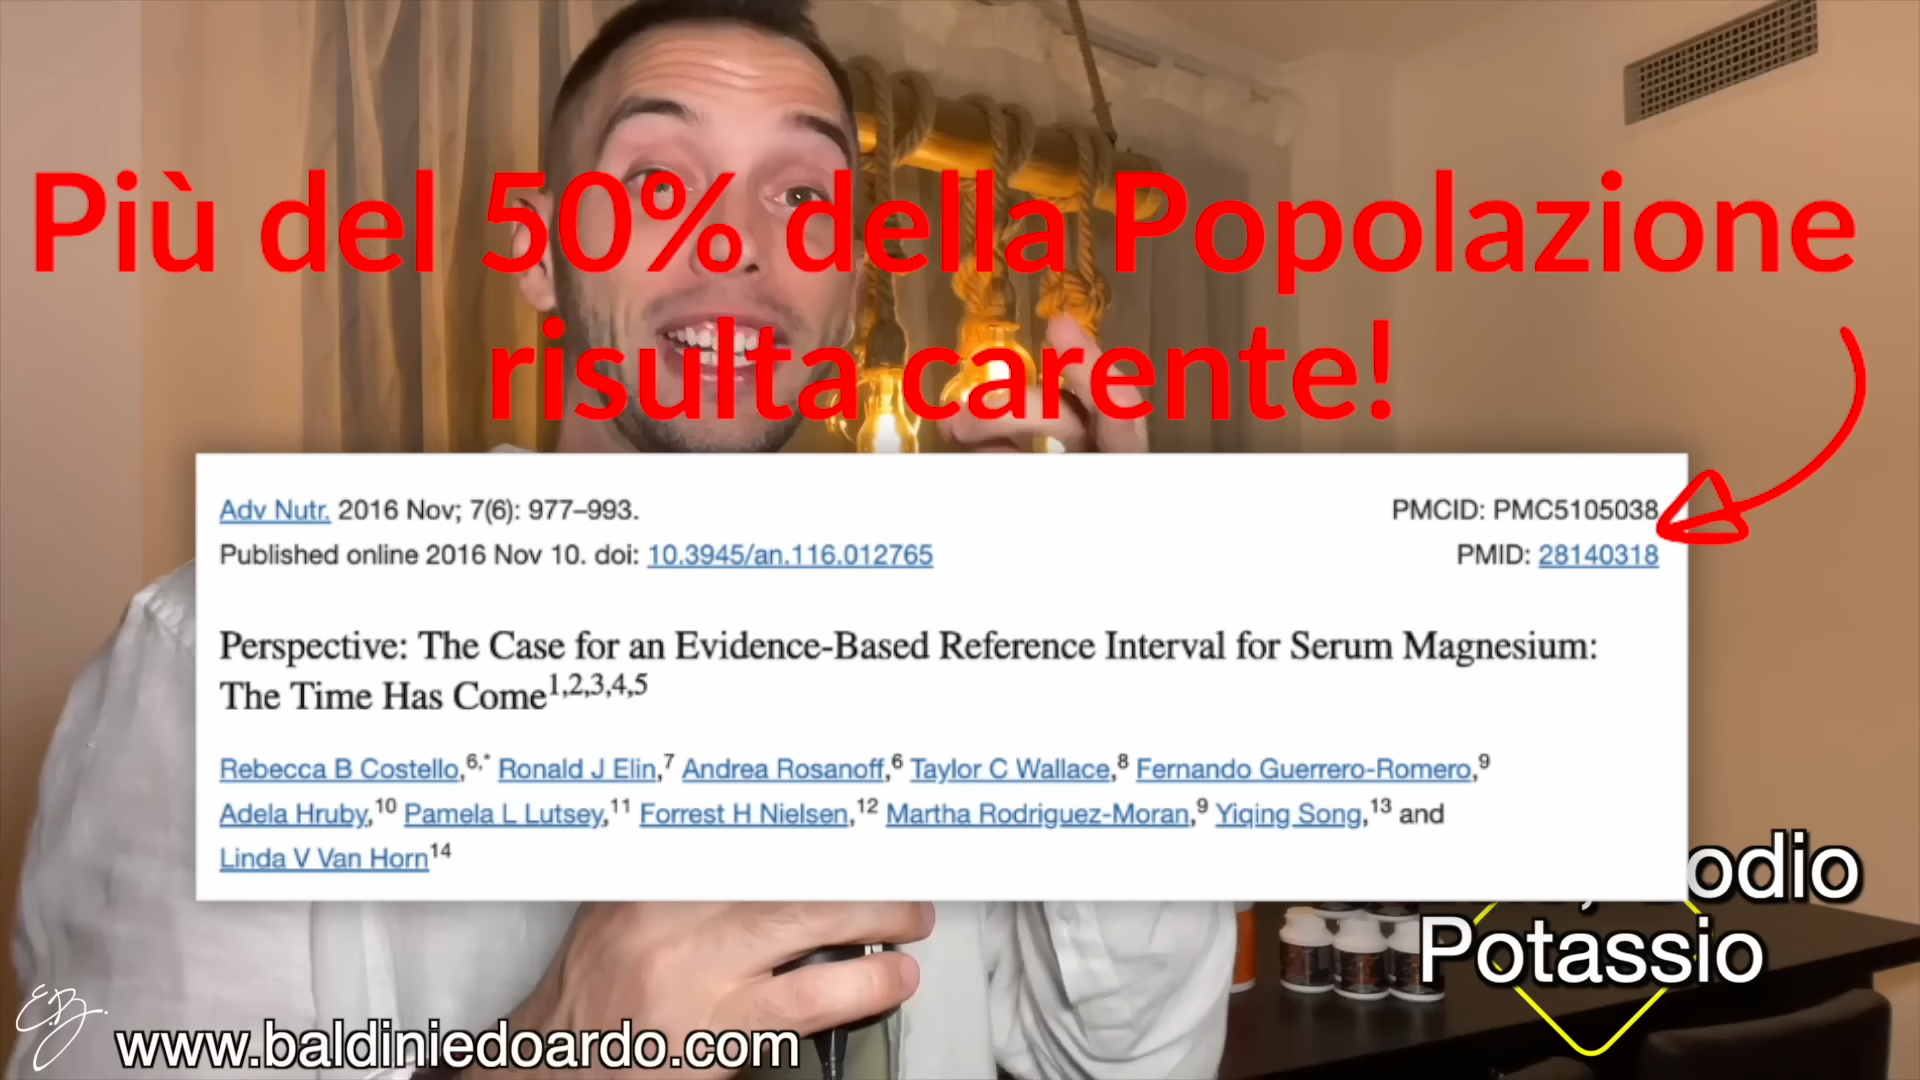 Più del 50% della Popolazione
risulta carente!
Adv Nutr. 2016 Nov; 7(6): 977–993.
PMCID: PMC5105038
Published online 2016 Nov 10. doi: 10.3945/an.116.012765
PMID: 28140318
Perspective: The Case for an Evidence-Based Reference Interval for Serum Magnesium:
The Time Has Come1,2,3,4,5
Rebecca B Costello,6,* Ronald J Elin,7 Andrea Rosanoff,6 Taylor C Wallace,8 Fernando Guerrero-Romero,9
Adela Hruby,10 Pamela L Lutsey,11 Forrest H Nielsen,12 Martha Rodriguez-Moran,9 Yiqing Song,13 and
Linda V Van Horn14
odio
Potassio
E.B.
www.baldiniedoardo.com